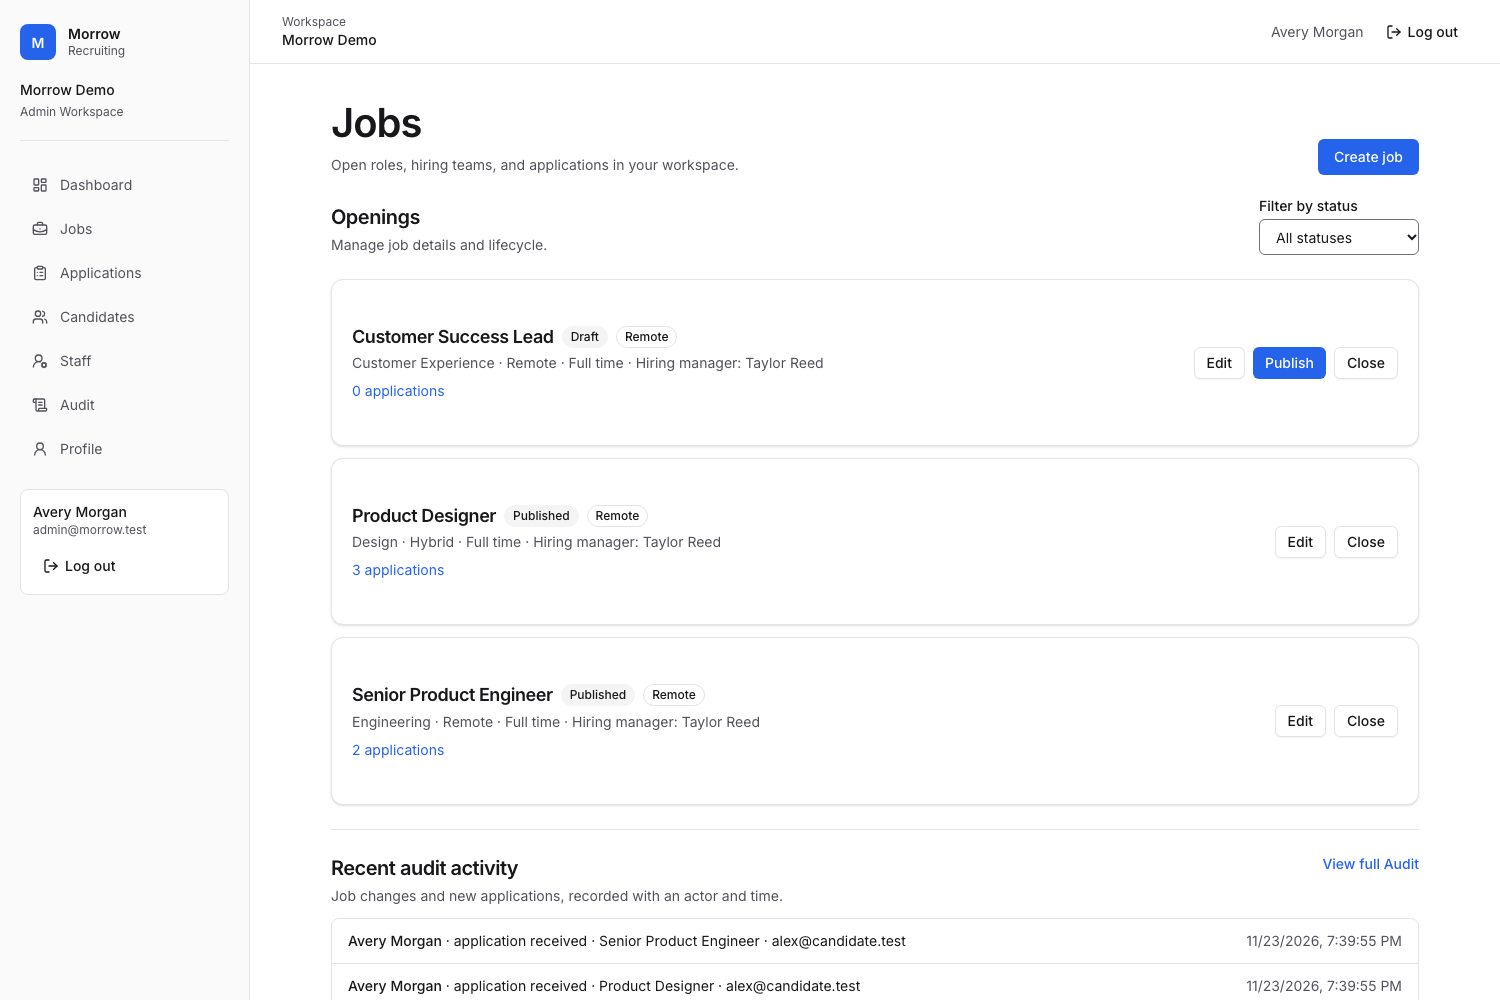 M
Morrow
Recruiting
Morrow Demo
Admin Workspace
Dashboard
Jobs
Applications
Candidates
Staff
Audit
Profile
Avery Morgan
admin@morrow.test
Log out
Workspace
Morrow Demo
Avery Morgan
Log out
Jobs
Open roles, hiring teams, and applications in your workspace.
Create job
Openings
Manage job details and lifecycle.
Filter by status
All statuses
Customer Success Lead Draft Remote
Customer Experience · Remote · Full time · Hiring manager: Taylor Reed
0 applications
Edit Publish Close
Product Designer Published Remote
Design · Hybrid · Full time · Hiring manager: Taylor Reed
3 applications
Edit Close
Senior Product Engineer Published Remote
Engineering · Remote · Full time · Hiring manager: Taylor Reed
2 applications
Edit Close
Recent audit activity
View full Audit
Job changes and new applications, recorded with an actor and time.
Avery Morgan · application received · Senior Product Engineer · alex@candidate.test 11/23/2026, 7:39:55 PM
Avery Morgan · application received · Product Designer · alex@candidate.test 11/23/2026, 7:39:55 PM